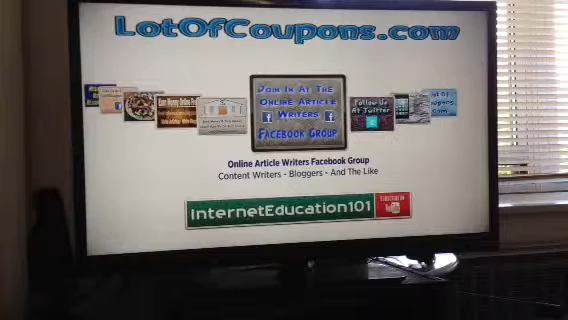 LotOfCoupons.com
Join In At The
Online Article
Writers
Facebook Group
Follow Us
At Twitter
Online Article Writers Facebook Group
Content Writers - Bloggers - And The Like
InternetEducation101